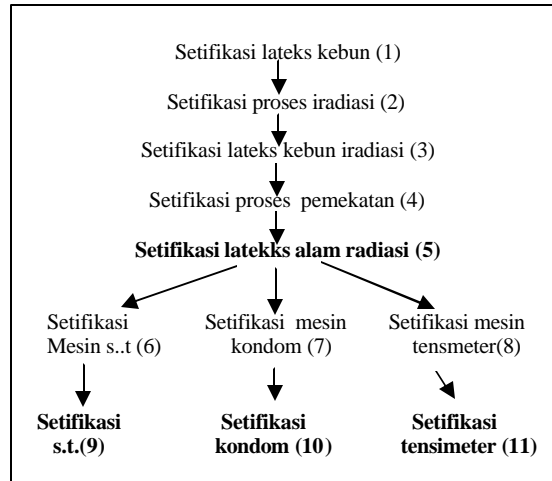 Setifikasi lateks kebun (1)
Setifikasi proses iradiasi (2)
Setifikasi lateks kebun iradiasi (3)
Setifikasi proses pemekatan (4)
Setifikasi latekks alam radiasi (5)
Setifikasi
Mesin s..t (6)
Setifikasi mesin
kondom (7)
Setifikasi mesin
tensmeter(8)
Setifikasi
s.t.(9)
Setifikasi
kondom (10)
Setifikasi
tensimeter (11)